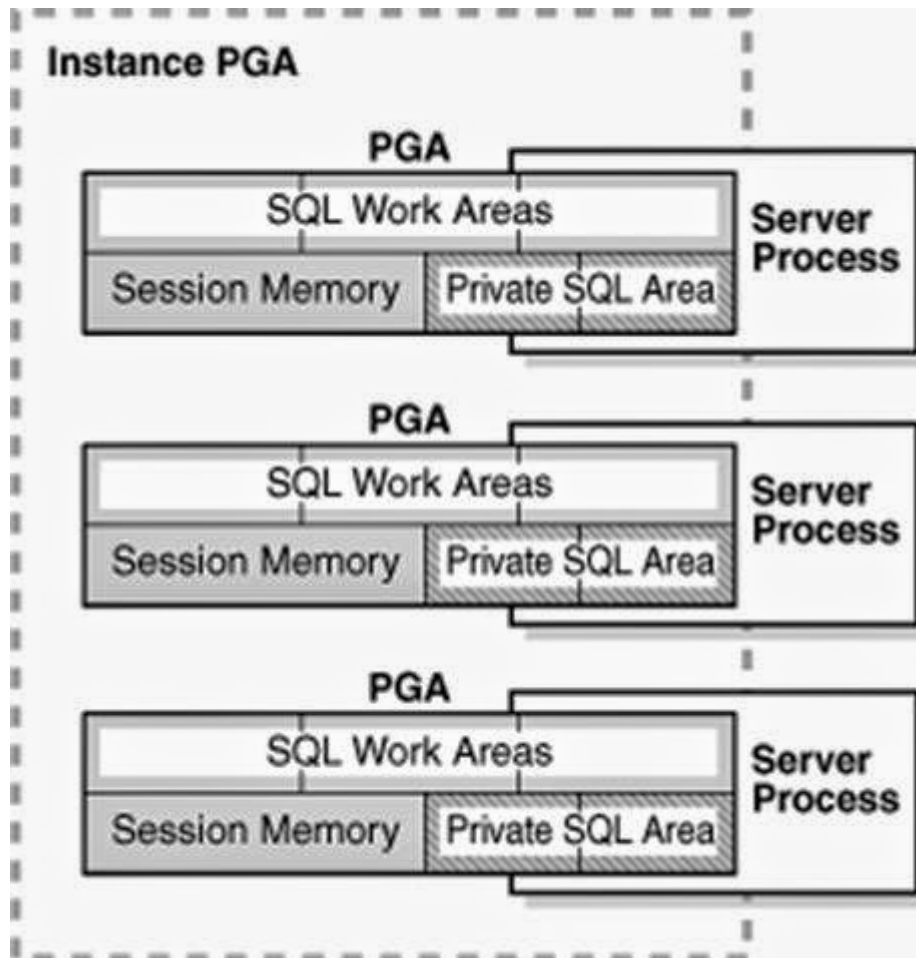 Instance PGA
PGA
SQL Work Areas
Session Memory
Private SQL Area
Server
Process
PGA
SQL Work Areas
Session Memory
Private SQL Area
Server
Process
PGA
SQL Work Areas
Session Memory
Private SQL Area
Server
Process